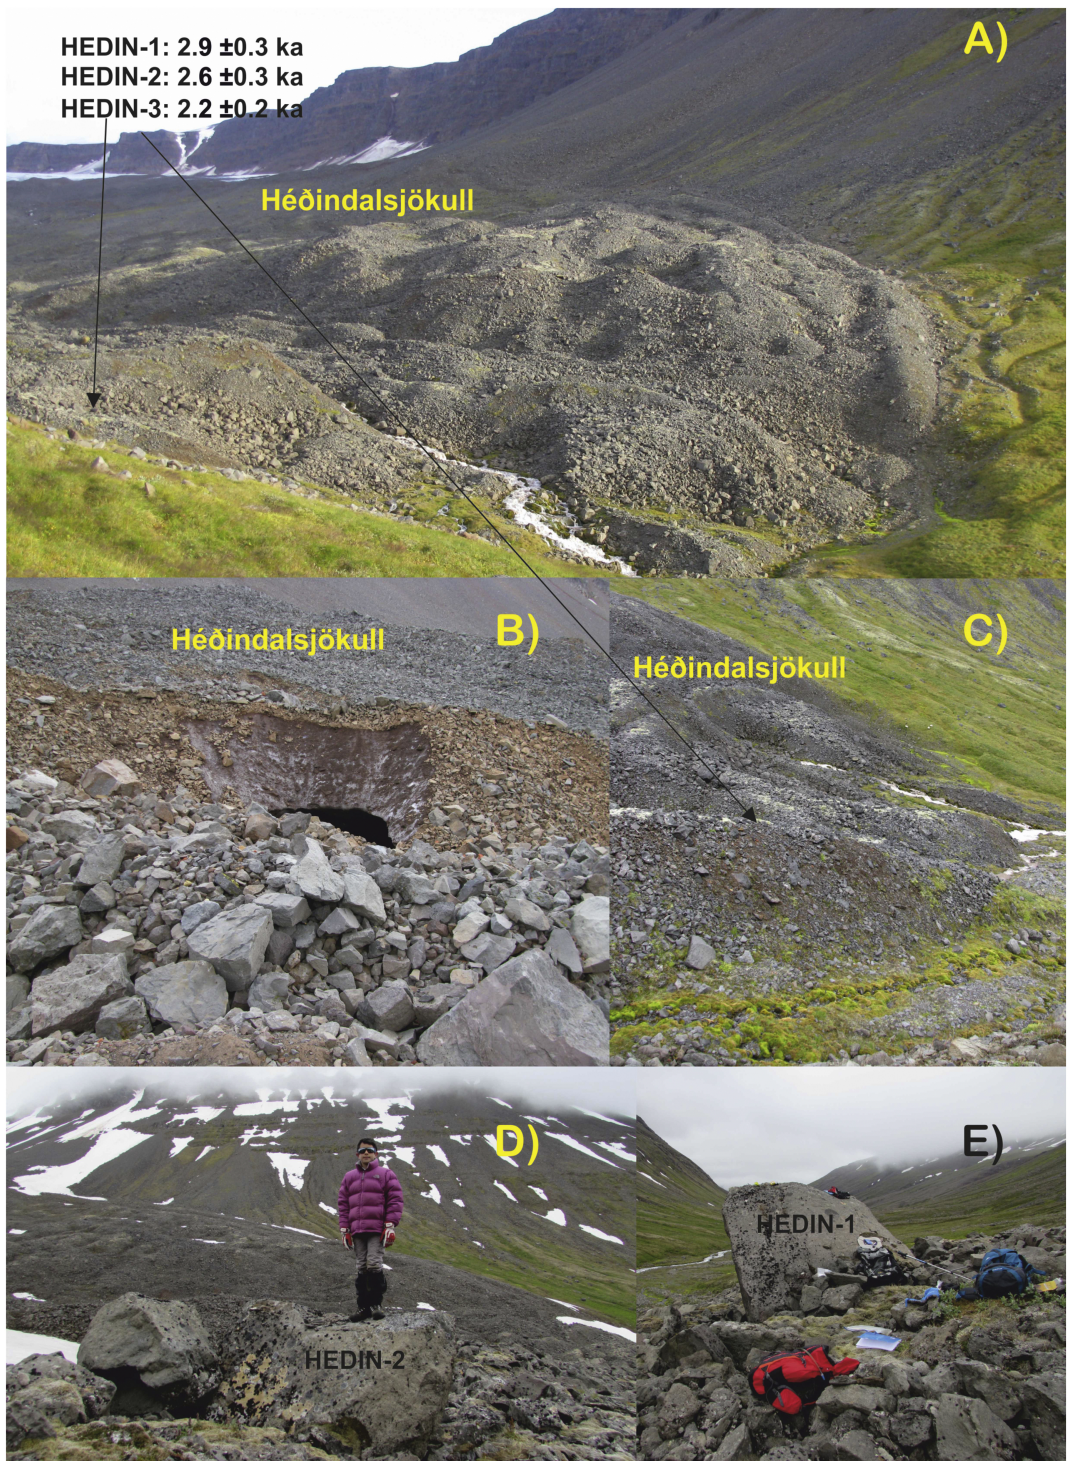 A)
HEDIN-1: 2.9 ±0.3 ka
HEDIN-2: 2.6 ±0.3 ka
HEDIN-3: 2.2 ±0.2 ka
Héðindalsjökull
B)
Héðindalsjökull
C)
Héðindalsjökull
D)
HEDIN-2
E)
HEDIN-1